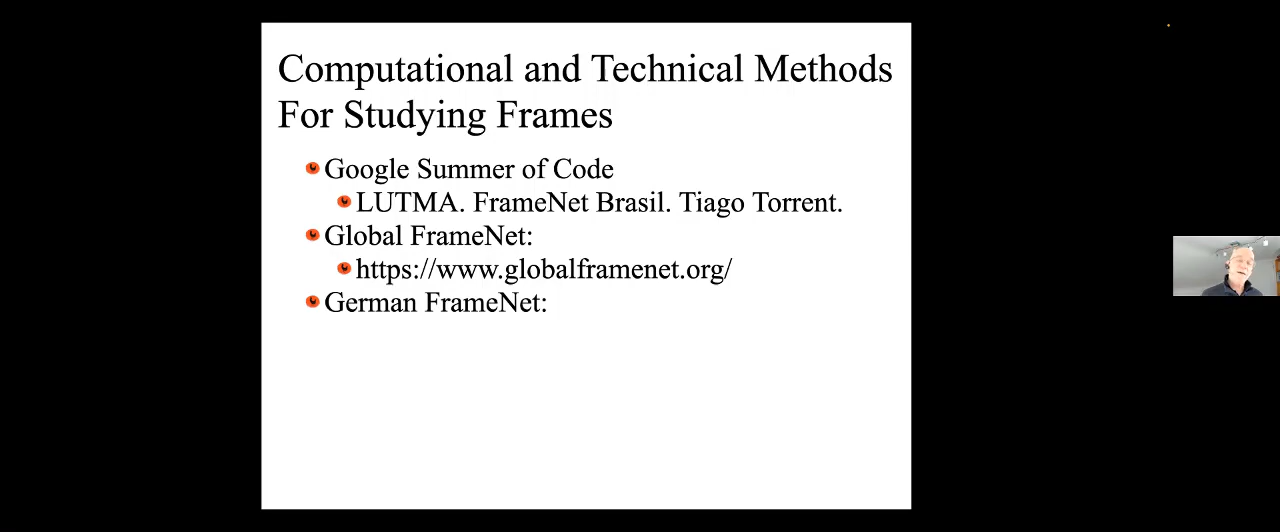 Computational and Technical Methods
For Studying Frames
Google Summer of Code
LUTMA. FrameNet Brasil. Tiago Torrent.
Global FrameNet:
https://www.globalframenet.org/
German FrameNet: